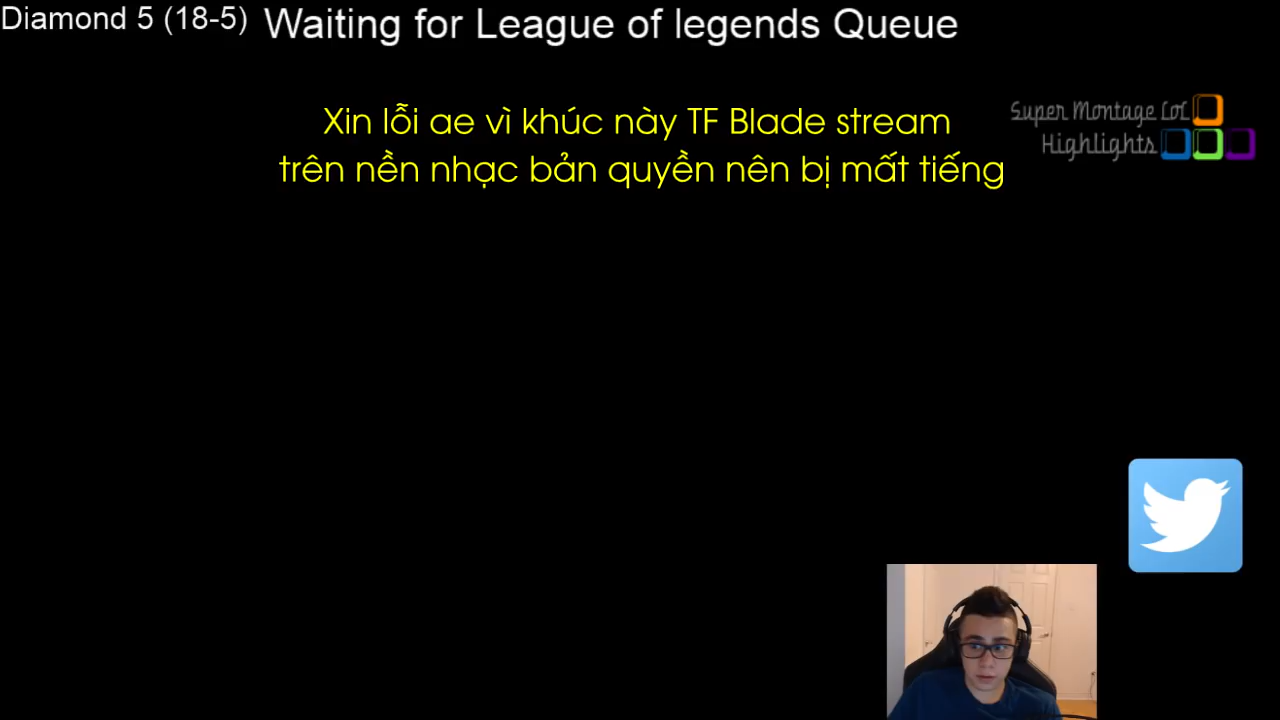 Diamond 5 (18-5)
Waiting for League of legends Queue
Xin lỗi ae vì khúc này TF Blade stream
trên nền nhạc bản quyền nên bị mất tiếng
Super Montage LoL
Highlights